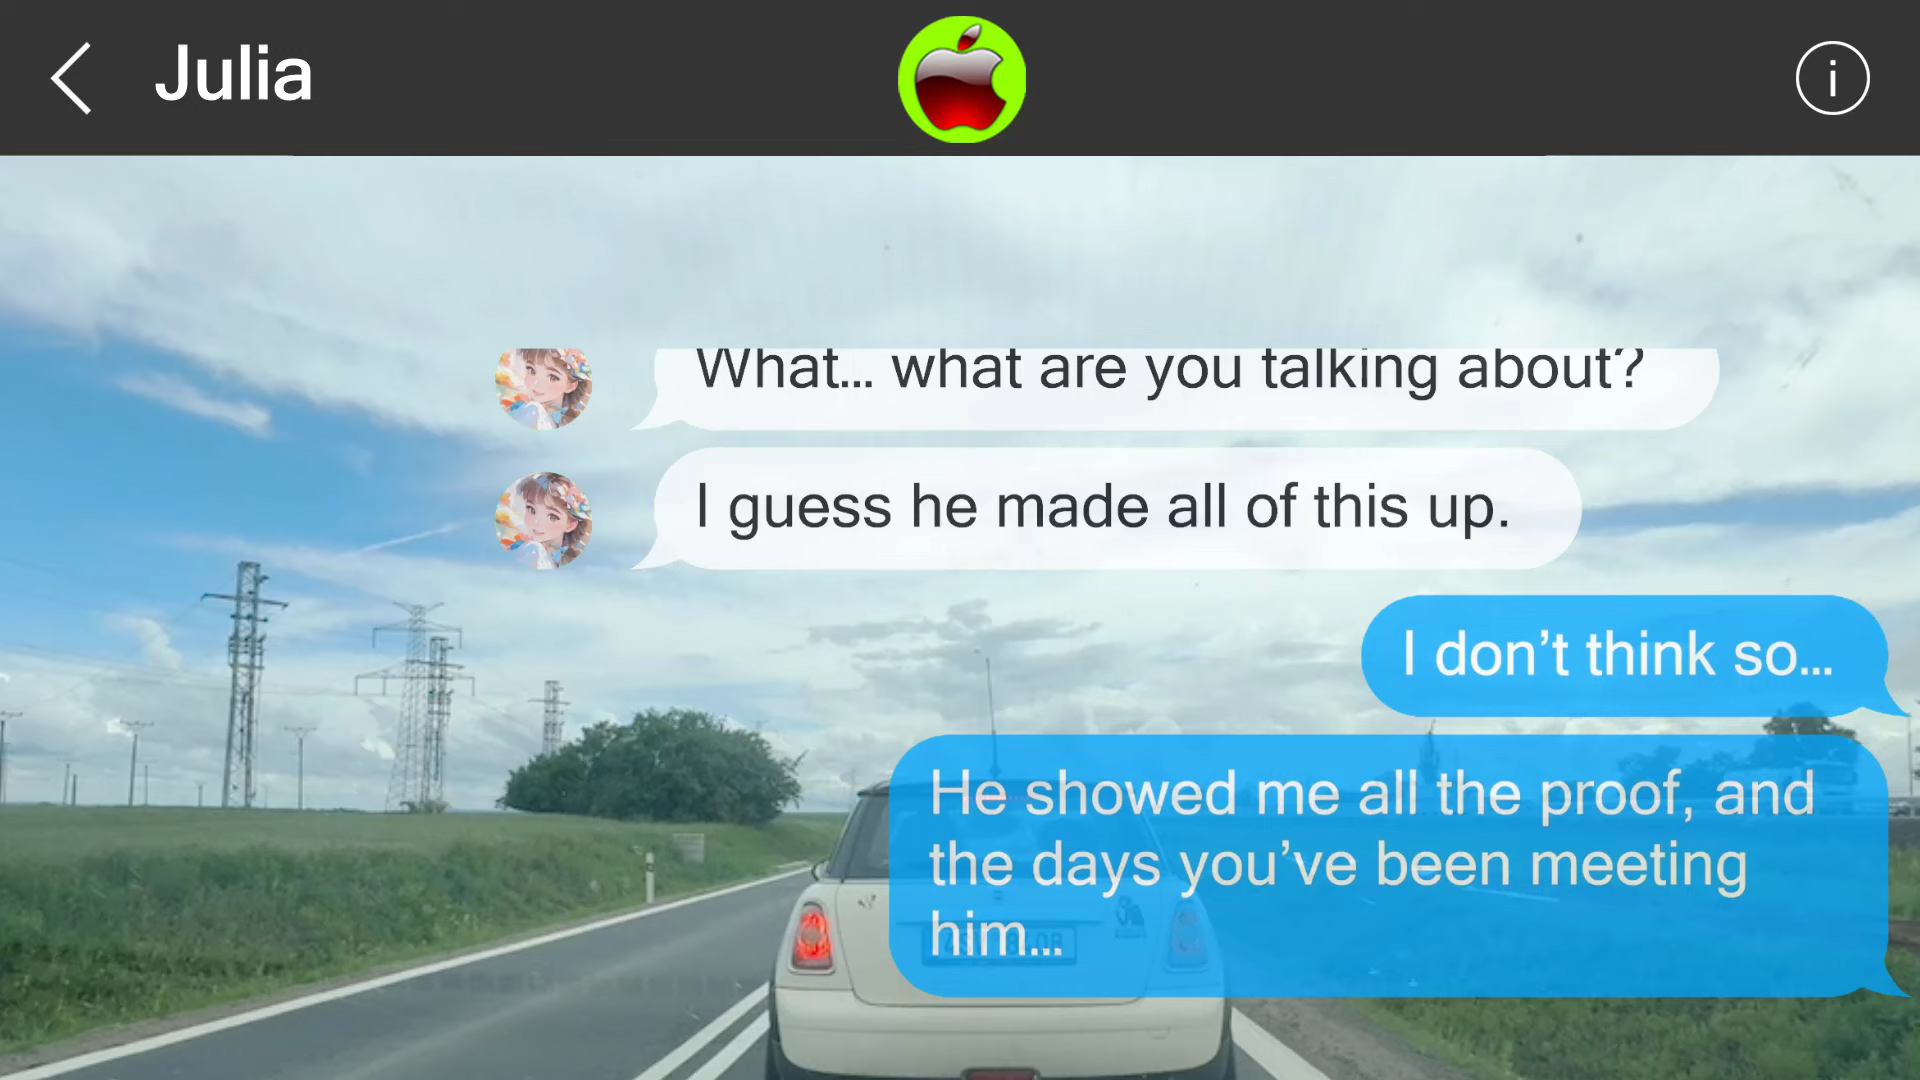 Julia
What... what are you talking about?
I guess he made all of this up.
I don’t think so...
He showed me all the proof, and
the days you’ve been meeting
him...